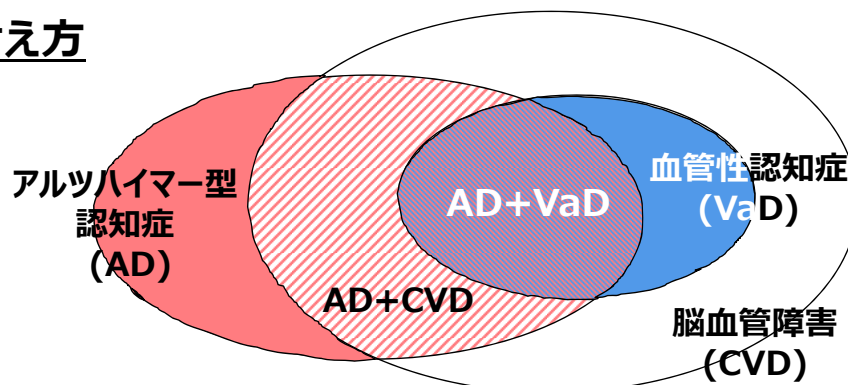 え方
アルツハイマー型
認知症
(AD)
AD+CVD
AD+VaD
血管性認知症
(VaD)
脳血管障害
(CVD)